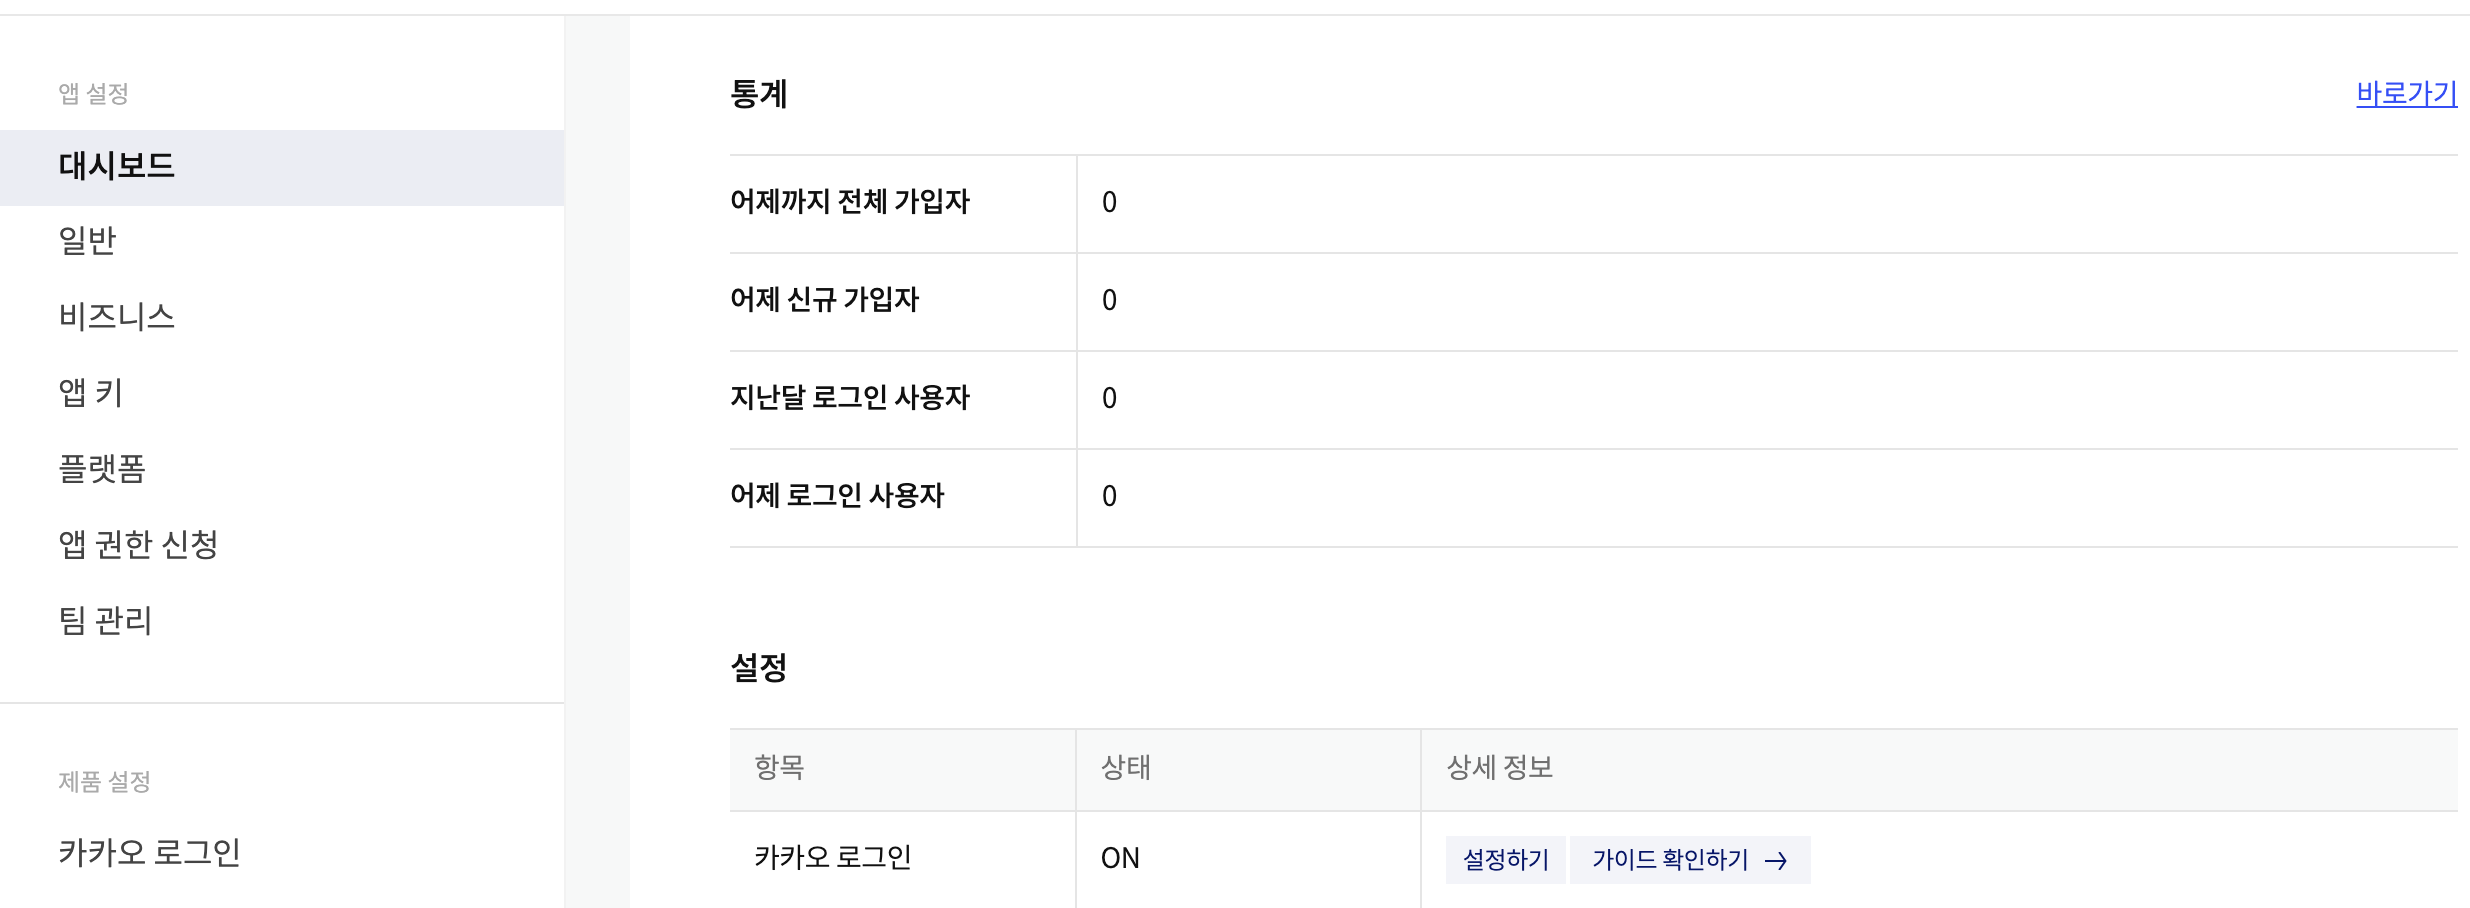 앱 설정
대시보드
일반
비즈니스
앱 키
플랫폼
앱 권한 신청
팀 관리
제품 설정
카카오 로그인
통계 바로가기
어제까지 전체 가입자 0
어제 신규 가입자 0
지난달 로그인 사용자 0
어제 로그인 사용자 0
설정
항목 상태 상세 정보
카카오 로그인 ON 설정하기 가이드 확인하기 →